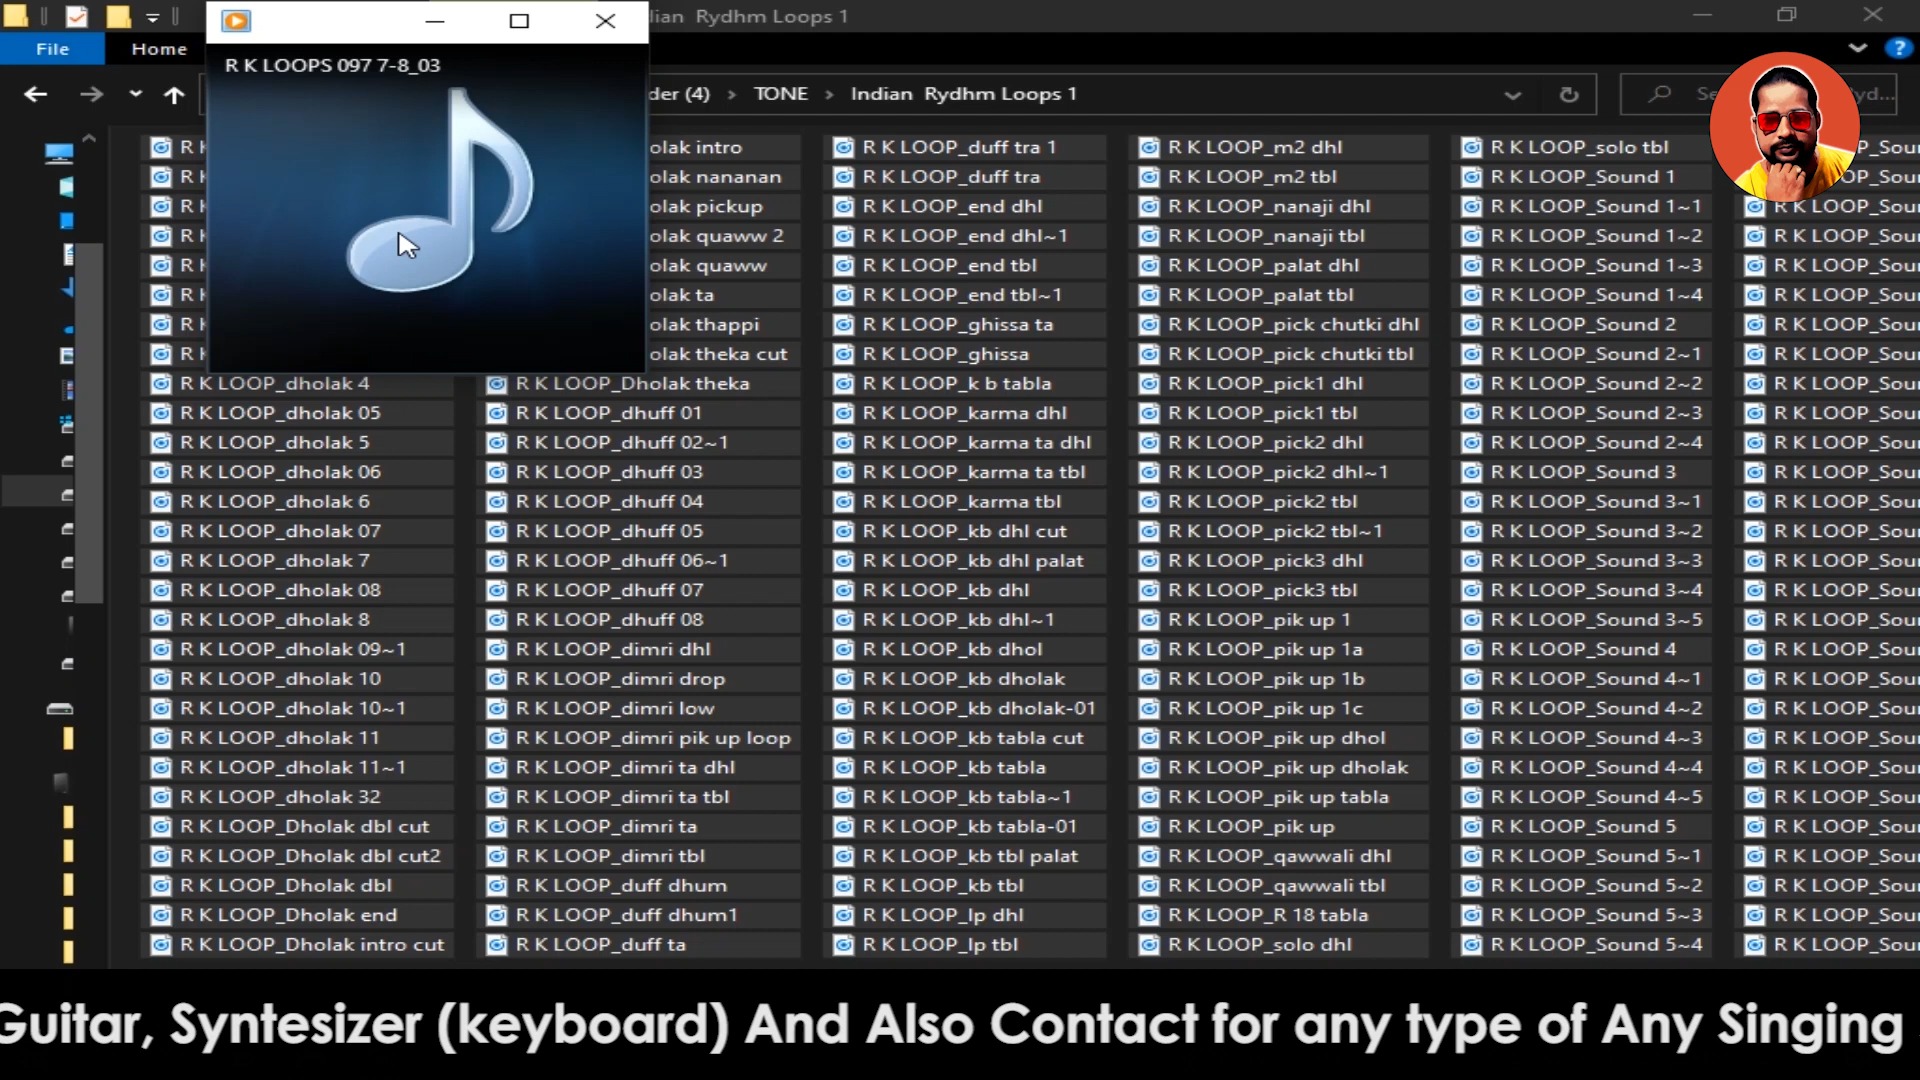 dian Rydhm Loops 1
File
Home
R K LOOPS 097 7-8_03
der (4) › TONE › Indian Rydhm Loops 1
olak intro
olak nananan
olak pickup
olak quaww 2
olak quaww
olak ta
olak thappi
olak theka cut
R K LOOP_dholak 4
R K LOOP_dholak 05
R K LOOP_dholak 5
R K LOOP_dholak 06
R K LOOP_dholak 6
R K LOOP_dholak 07
R K LOOP_dholak 7
R K LOOP_dholak 08
R K LOOP_dholak 8
R K LOOP_dholak 09~1
R K LOOP_dholak 10
R K LOOP_dholak 10~1
R K LOOP_dholak 11
R K LOOP_dholak 11~1
R K LOOP_dholak 32
R K LOOP_Dholak dbl cut
R K LOOP_Dholak dbl cut2
R K LOOP_Dholak dbl
R K LOOP_Dholak end
R K LOOP_Dholak intro cut
R K LOOP_Dholak theka
R K LOOP_dhuff 01
R K LOOP_dhuff 02~1
R K LOOP_dhuff 03
R K LOOP_dhuff 04
R K LOOP_dhuff 05
R K LOOP_dhuff 06~1
R K LOOP_dhuff 07
R K LOOP_dhuff 08
R K LOOP_dimri dhl
R K LOOP_dimri drop
R K LOOP_dimri low
R K LOOP_dimri pik up loop
R K LOOP_dimri ta dhl
R K LOOP_dimri ta tbl
R K LOOP_dimri ta
R K LOOP_dimri tbl
R K LOOP_duff dhum
R K LOOP_duff dhum1
R K LOOP_duff ta
R K LOOP_duff tra 1
R K LOOP_duff tra
R K LOOP_end dhl
R K LOOP_end dhl~1
R K LOOP_end tbl
R K LOOP_end tbl~1
R K LOOP_ghissa ta
R K LOOP_ghissa
R K LOOP_k b tabla
R K LOOP_karma dhl
R K LOOP_karma ta dhl
R K LOOP_karma ta tbl
R K LOOP_karma tbl
R K LOOP_kb dhl cut
R K LOOP_kb dhl palat
R K LOOP_kb dhl
R K LOOP_kb dhl~1
R K LOOP_kb dhol
R K LOOP_kb dholak
R K LOOP_kb dholak-01
R K LOOP_kb tabla cut
R K LOOP_kb tabla
R K LOOP_kb tabla~1
R K LOOP_kb tabla-01
R K LOOP_kb tbl palat
R K LOOP_kb tbl
R K LOOP_lp dhl
R K LOOP_lp tbl
R K LOOP_m2 dhl
R K LOOP_m2 tbl
R K LOOP_nanaji dhl
R K LOOP_nanaji tbl
R K LOOP_palat dhl
R K LOOP_palat tbl
R K LOOP_pick chutki dhl
R K LOOP_pick chutki tbl
R K LOOP_pick1 dhl
R K LOOP_pick1 tbl
R K LOOP_pick2 dhl
R K LOOP_pick2 dhl~1
R K LOOP_pick2 tbl
R K LOOP_pick2 tbl~1
R K LOOP_pick3 dhl
R K LOOP_pick3 tbl
R K LOOP_pik up 1
R K LOOP_pik up 1a
R K LOOP_pik up 1b
R K LOOP_pik up 1c
R K LOOP_pik up dhol
R K LOOP_pik up dholak
R K LOOP_pik up tabla
R K LOOP_pik up
R K LOOP_qawwali dhl
R K LOOP_qawwali tbl
R K LOOP_R 18 tabla
R K LOOP_solo dhl
R K LOOP_solo tbl
R K LOOP_Sound 1
R K LOOP_Sound 1~1
R K LOOP_Sound 1~2
R K LOOP_Sound 1~3
R K LOOP_Sound 1~4
R K LOOP_Sound 2
R K LOOP_Sound 2~1
R K LOOP_Sound 2~2
R K LOOP_Sound 2~3
R K LOOP_Sound 2~4
R K LOOP_Sound 3
R K LOOP_Sound 3~1
R K LOOP_Sound 3~2
R K LOOP_Sound 3~3
R K LOOP_Sound 3~4
R K LOOP_Sound 3~5
R K LOOP_Sound 4
R K LOOP_Sound 4~1
R K LOOP_Sound 4~2
R K LOOP_Sound 4~3
R K LOOP_Sound 4~4
R K LOOP_Sound 4~5
R K LOOP_Sound 5
R K LOOP_Sound 5~1
R K LOOP_Sound 5~2
R K LOOP_Sound 5~3
R K LOOP_Sound 5~4
Guitar, Syntesizer (keyboard) And Also Contact for any type of Any Singing